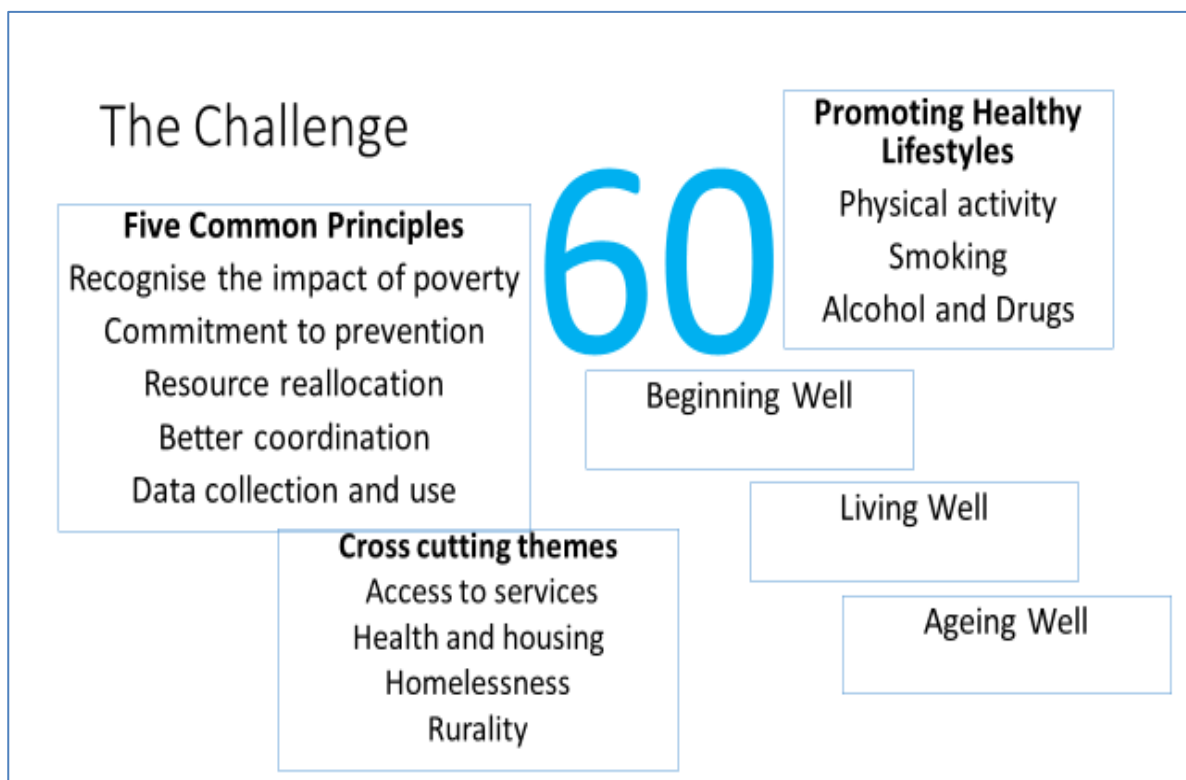 The Challenge
Five Common Principles
Recognise the impact of poverty
Commitment to prevention
Resource reallocation
Better coordination
Data collection and use
60
Promoting Healthy
Lifestyles
Physical activity
Smoking
Alcohol and Drugs
Beginning Well
Living Well
Ageing Well
Cross cutting themes
Access to services
Health and housing
Homelessness
Rurality